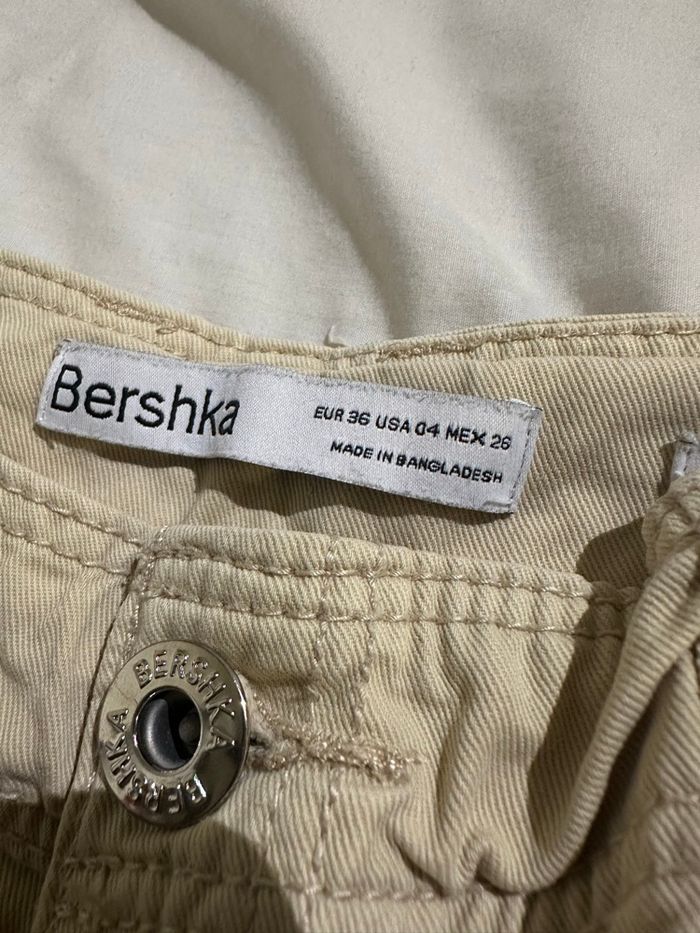 Bershka
EUR 36 USA 04 MEX 26
MADE IN BANGLADESH
BERSHKA
BERSHKA